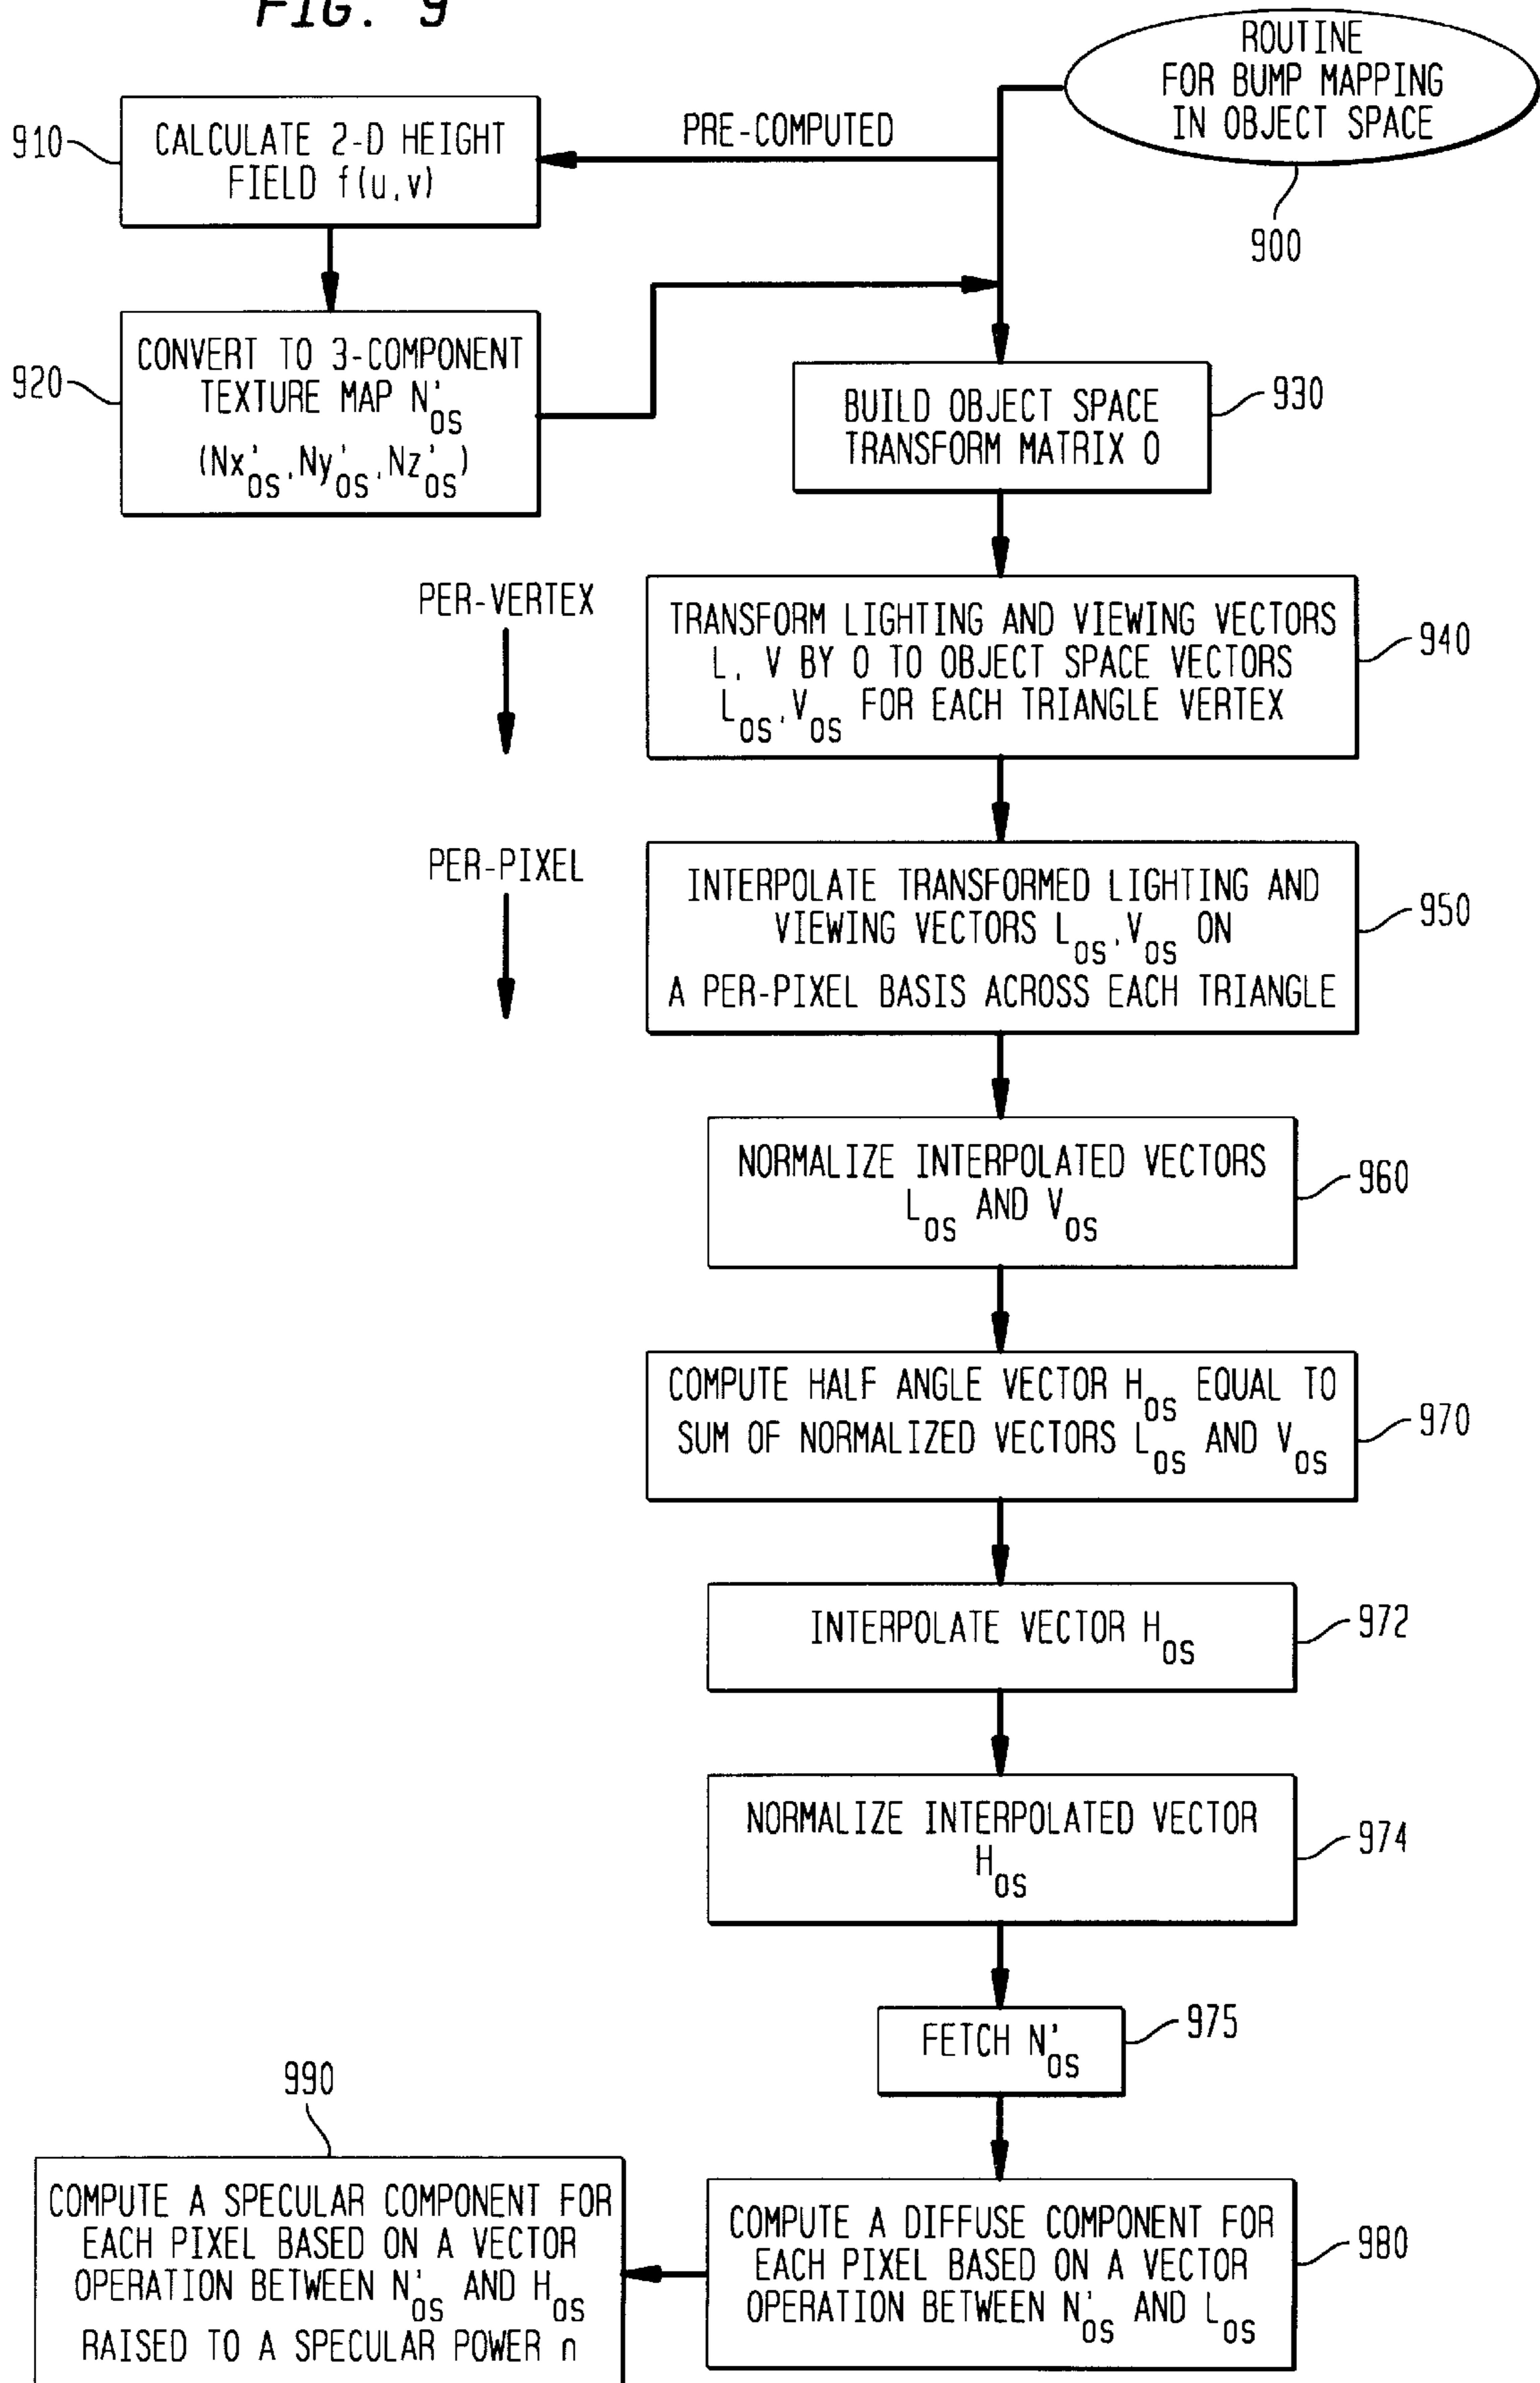 FIG. 9
ROUTINE
FOR BUMP MAPPING
IN OBJECT SPACE
900
PRE-COMPUTED
910
CALCULATE 2-D HEIGHT
FIELD f(u,v)
920
CONVERT TO 3-COMPONENT
TEXTURE MAP N'OS
(Nx'OS, Ny'OS, Nz'OS)
BUILD OBJECT SPACE
TRANSFORM MATRIX O
930
PER-VERTEX
TRANSFORM LIGHTING AND VIEWING VECTORS
L, V BY O TO OBJECT SPACE VECTORS
LOS, VOS FOR EACH TRIANGLE VERTEX
940
PER-PIXEL
INTERPOLATE TRANSFORMED LIGHTING AND
VIEWING VECTORS LOS, VOS ON
A PER-PIXEL BASIS ACROSS EACH TRIANGLE
950
NORMALIZE INTERPOLATED VECTORS
LOS AND VOS
960
COMPUTE HALF ANGLE VECTOR HOS EQUAL TO
SUM OF NORMALIZED VECTORS LOS AND VOS
970
INTERPOLATE VECTOR HOS
972
NORMALIZE INTERPOLATED VECTOR
HOS
974
FETCH N'OS
975
COMPUTE A DIFFUSE COMPONENT FOR
EACH PIXEL BASED ON A VECTOR
OPERATION BETWEEN N'OS AND LOS
980
990
COMPUTE A SPECULAR COMPONENT FOR
EACH PIXEL BASED ON A VECTOR
OPERATION BETWEEN N'OS AND HOS
RAISED TO A SPECULAR POWER n